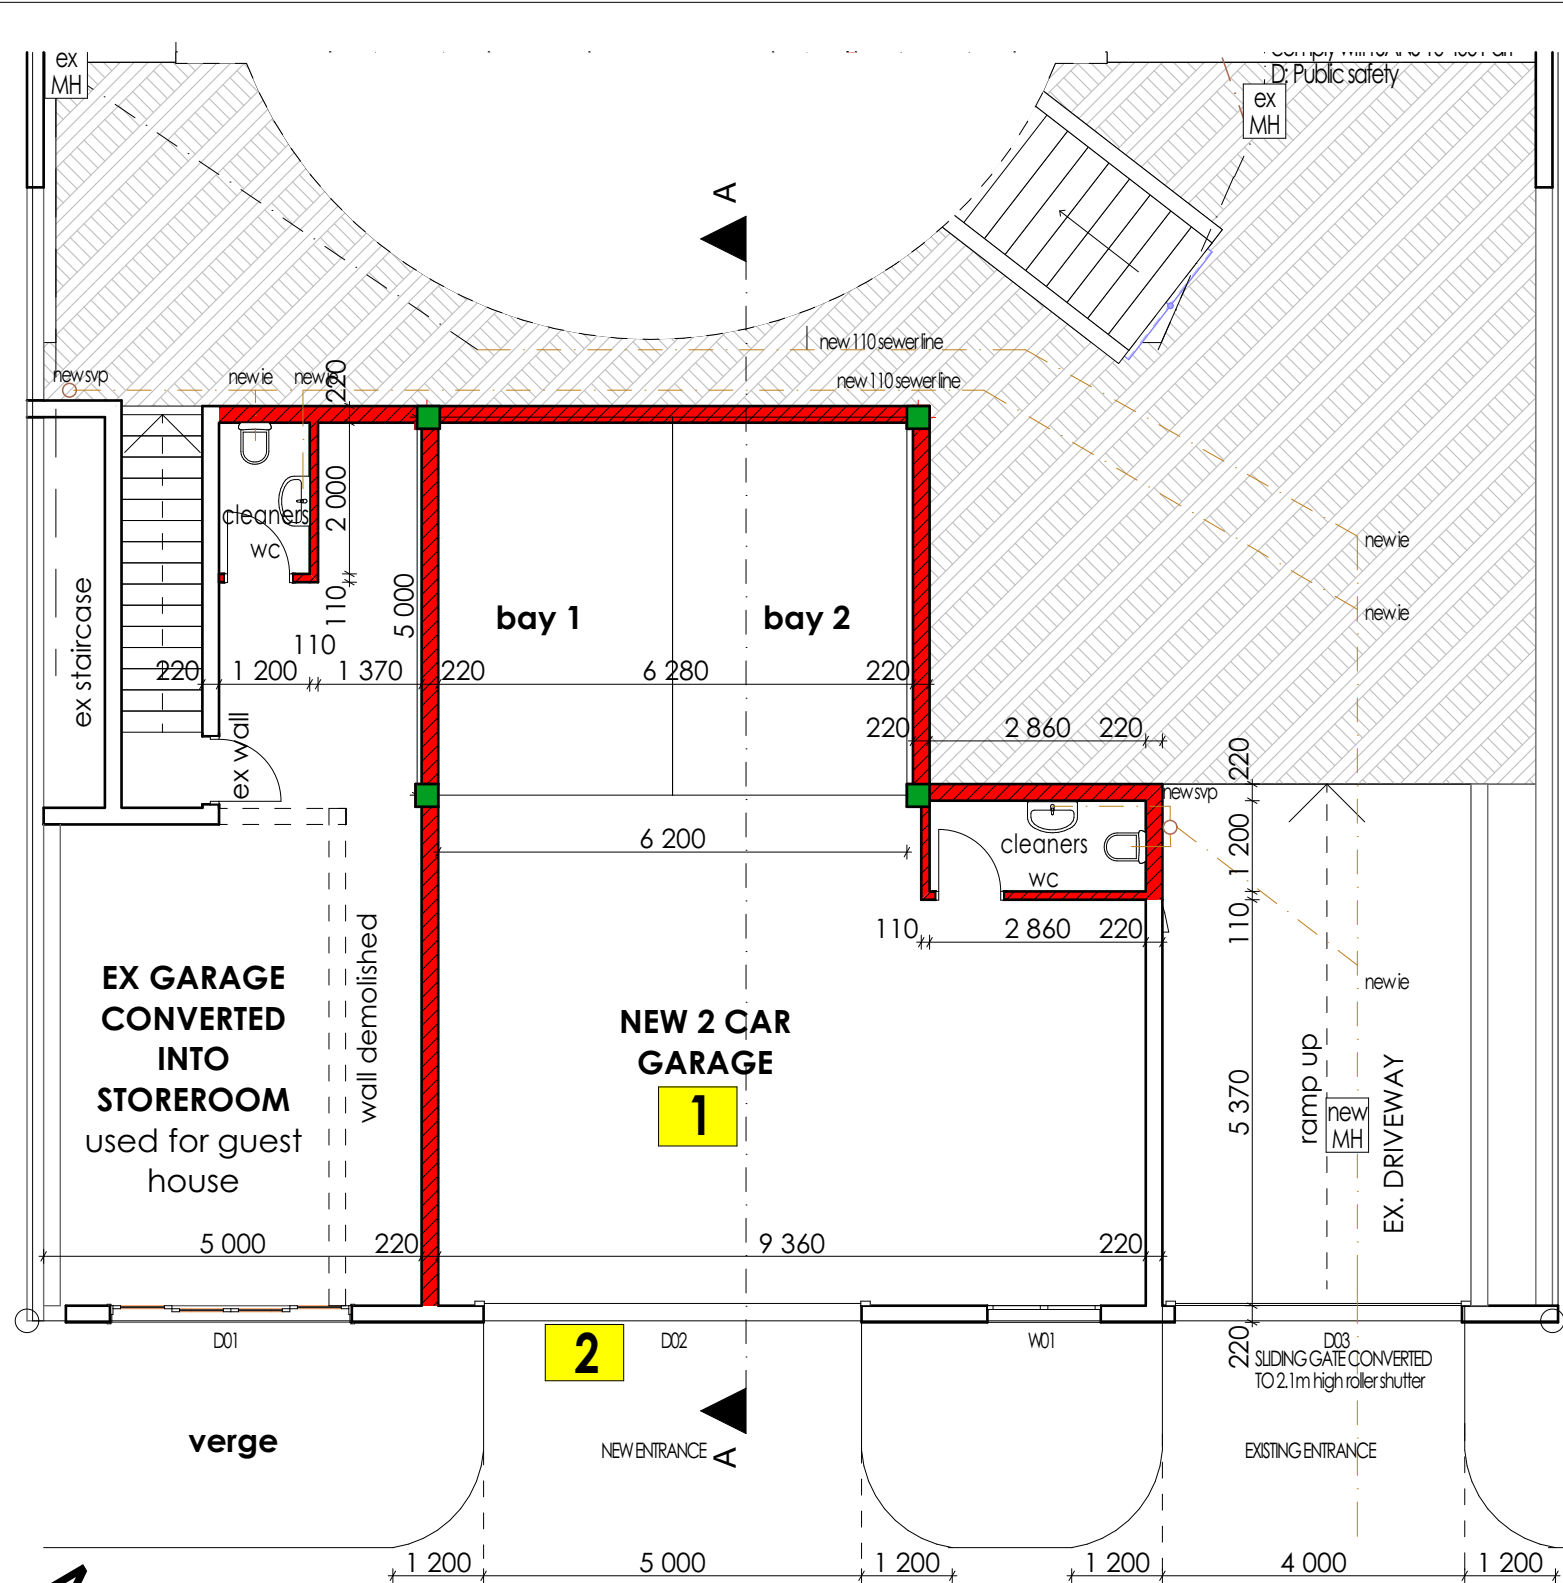 ex
MH
D: Public safety
ex
MH
A
new 110 sewer line
new 110 sewer line
new svp
new ie
220
cleaners
wc
2 000
110
5 000
110
ex staircase
bay 1
bay 2
new ie
new ie
220
1 200
1 370
220
6 280
220
ex wall
220
2 860
220
220
new svp
6 200
cleaners
wc
1 200
110
2 860
220
110
wall demolished
EX GARAGE
CONVERTED
INTO
STOREROOM
used for guest
house
NEW 2 CAR
GARAGE
1
new ie
ramp up
5 370
new
MH
EX. DRIVEWAY
5 000
220
9 360
220
D01
2
D02
W01
220
D03
SLIDING GATE CONVERTED
TO 2.1m high roller shutter
verge
NEW ENTRANCE
A
EXISTING ENTRANCE
1 200
5 000
1 200
1 200
4 000
1 200